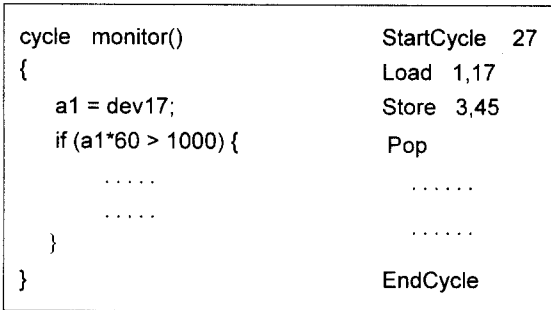 cycle monitor() StartCycle 27
{ Load 1,17
a1 = dev17; Store 3,45
if (a1*60 > 1000) { Pop
. . . . . . . . . . .
. . . . . . . . . . .
}
} EndCycle